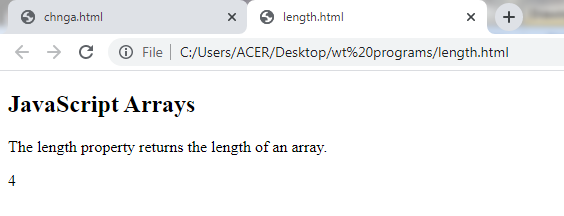 chnga.html
length.html
File
C:/Users/ACER/Desktop/wt%20programs/length.html
JavaScript Arrays
The length property returns the length of an array.
4